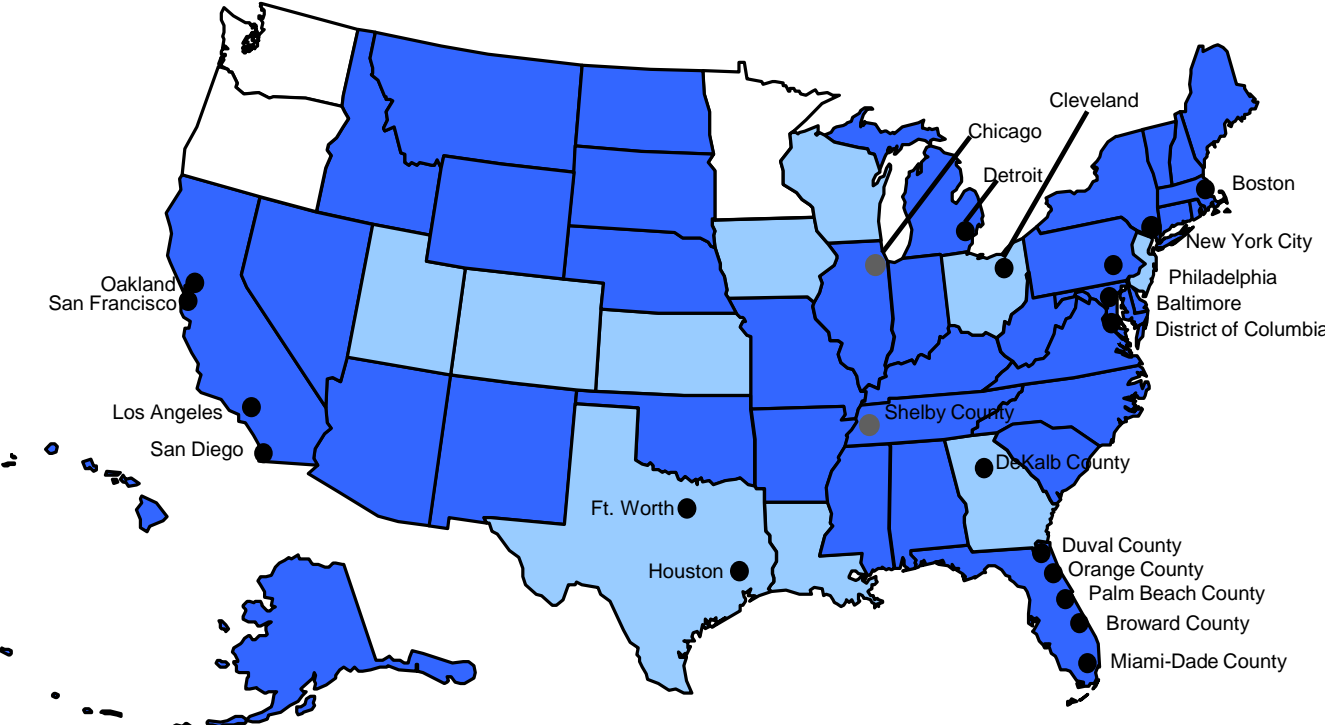 Cleveland
Chicago
Detroit
Boston
New York City
Oakland
Philadelphia
San Francisco
Baltimore
District of Columbia
Los Angeles
Shelby County
San Diego
DeKalb County
Ft. Worth
Duval County
Houston
Orange County
Palm Beach County
Broward County
Miami-Dade County